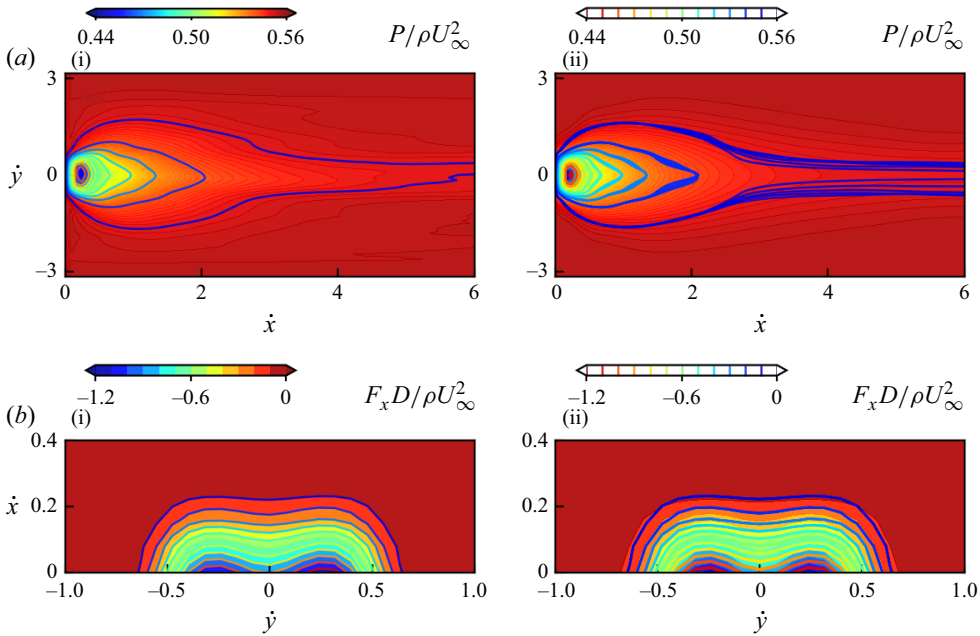 0.44 0.50 0.56 P/ρU∞² 0.44 0.50 0.56 P/ρU∞²
(a) (i) (ii)
3 3
ẏ 0 0
−3 −3
0 2 4 6 0 2 4 6
ẋ ẋ
−1.2 −0.6 0 FₓD/ρU∞² −1.2 −0.6 0 FₓD/ρU∞²
(b) (i) (ii)
0.4 0.4
ẋ 0.2 0.2
0 0
−1.0 −0.5 0 0.5 1.0 −1.0 −0.5 0 0.5 1.0
ẏ ẏ